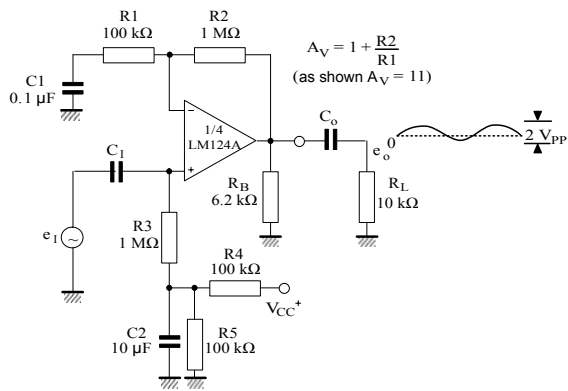 R1
100 kΩ
R2
1 MΩ
A_V = 1 + R2/R1
(as shown A_V = 11)
C1
0.1 µF
1/4
LM124A
−
+
C_O
C_I
e_o
0
2 V_PP
R_B
6.2 kΩ
R_L
10 kΩ
e_I
~
R3
1 MΩ
R4
100 kΩ
V_CC+
C2
10 µF
R5
100 kΩ